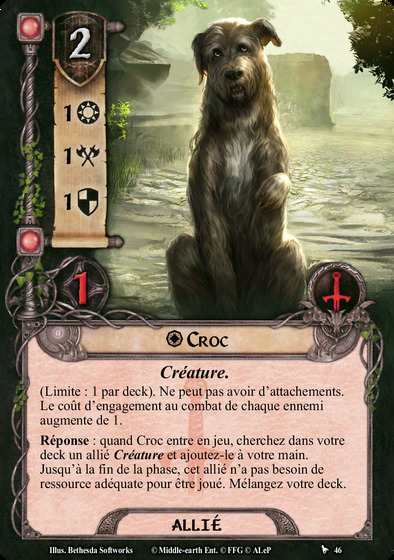 2
1
1
1
1
Croc
Créature.
(Limite : 1 par deck). Ne peut pas avoir d'attachements.
Le coût d'engagement au combat de chaque ennemi
augmente de 1.
Réponse : quand Croc entre en jeu, cherchez dans votre
deck un allié Créature et ajoutez-le à votre main.
Jusqu'à la fin de la phase, cet allié n'a pas besoin de
ressource adéquate pour être joué. Mélangez votre deck.
ALLIÉ
Illus. Bethesda Softworks © Middle-earth Ent. © FFG © ALeP 46